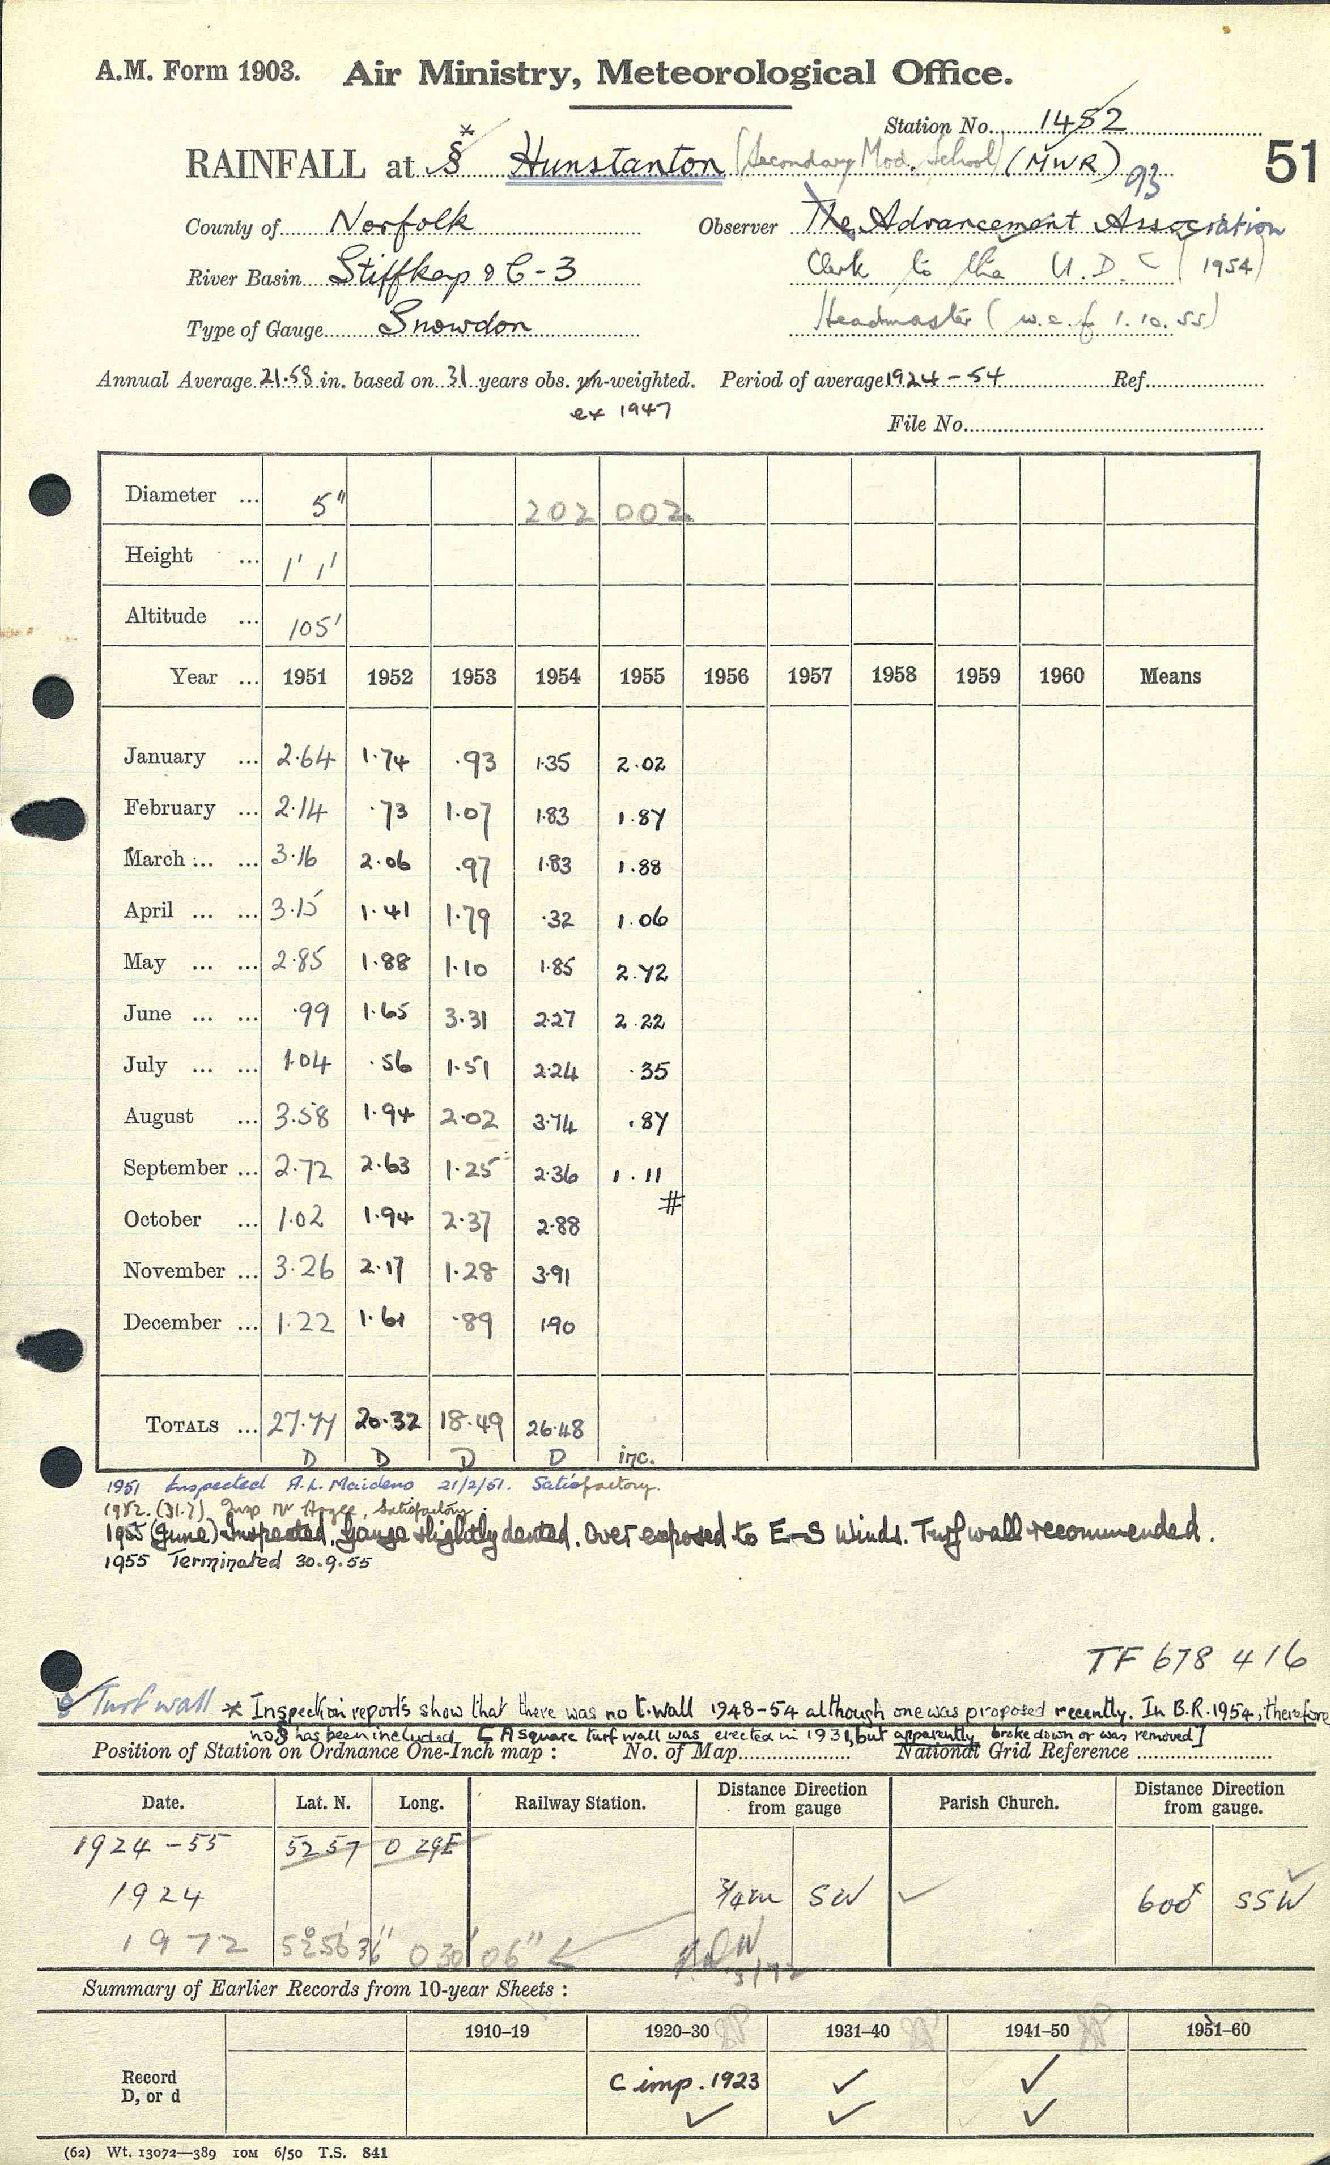 A.M. Form 1903. Air Ministry, Meteorological Office.
Station No. 1452
RAINFALL at § * Hunstanton (Secondary Mod. School) (MWR) 93 51
County of Norfolk Observer The Advancement Association
River Basin Stiffkey & C-3 Clerk to the U.D.C (1954)
Type of Gauge Snowdon Headmaster (w.e.f 1.10.55)
Annual Average 21.58 in. based on 31 years obs. -weighted. Period of average 1924-54 Ref.
ex 1947
File No.
Diameter ... 5" 202 002
Height ... 1' 1'
Altitude ... 105'
Year ... 1951 1952 1953 1954 1955 1956 1957 1958 1959 1960 Means
January ... 2.64 1.74 .93 1.35 2.02
February ... 2.14 .73 1.07 1.83 1.87
March ... ... 3.16 2.06 .97 1.83 1.88
April ... ... 3.15 1.41 1.79 .32 1.06
May ... ... 2.85 1.88 1.10 1.85 2.72
June ... ... .99 1.65 3.31 2.27 2.22
July ... ... 1.04 .56 1.51 2.24 .35
August ... 3.58 1.94 2.02 3.74 .87
September ... 2.72 2.63 1.25 2.36 1.11
#
October ... 1.02 1.94 2.37 2.88
November ... 3.26 2.17 1.28 3.91
December ... 1.22 1.61 .89 1.90
TOTALS ... 27.77 20.32 18.49 26.48
D D D D inc.
1951 Inspected A.L. Maidens 21/2/51. Satisfactory.
1952. (31.7) Insp Mr Satisfactory.
1955 (June) Inspected. Gauge slightly dented. Over exposed to E-S Winds. Turf wall recommended.
1955 Terminated 30.9.55
TF 678 416
§ Turf wall * Inspection reports show that there was no t. wall 1948-54 although one was proposed recently. In B.R. 1954, therefore
no § has been included [A square turf wall was erected in 1931, but apparently broke down or was removed]
Position of Station on Ordnance One-Inch map : No. of Map National Grid Reference
Date. Lat. N. Long. Railway Station. Distance Direction from gauge Parish Church. Distance Direction from gauge.
1924-55 52 57 0 29E
1924 3/4m SW ✓ 600x SSW ✓
1972 52°56'36" 0 30' 06" 3/72
Summary of Earlier Records from 10-year Sheets :
1910–19 1920–30 1931–40 1941–50 1951–60
Record D, or d C imp. 1923 ✓ ✓
✓ ✓ ✓
(62) Wt. 13072—389 10M 6/50 T.S. 841